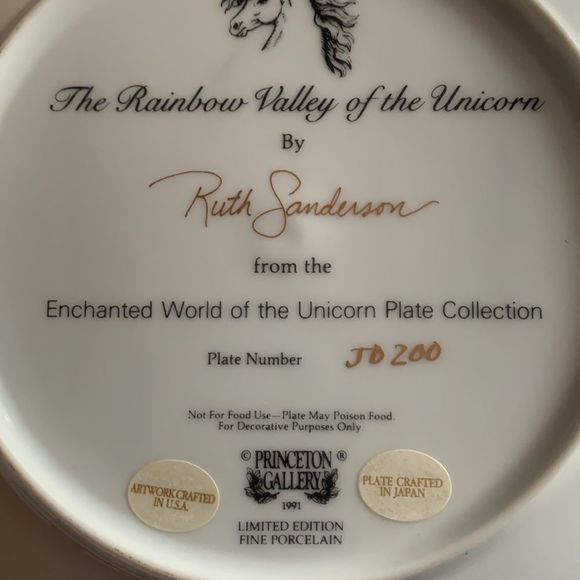 The Rainbow Valley of the Unicorn
By
Ruth Sanderson
from the
Enchanted World of the Unicorn Plate Collection
Plate Number JD 200
Not For Food Use—Plate May Poison Food.
For Decorative Purposes Only.
© PRINCETON ®
GALLERY
1991
LIMITED EDITION
FINE PORCELAIN
ARTWORK CRAFTED
IN U.S.A.
PLATE CRAFTED
IN JAPAN